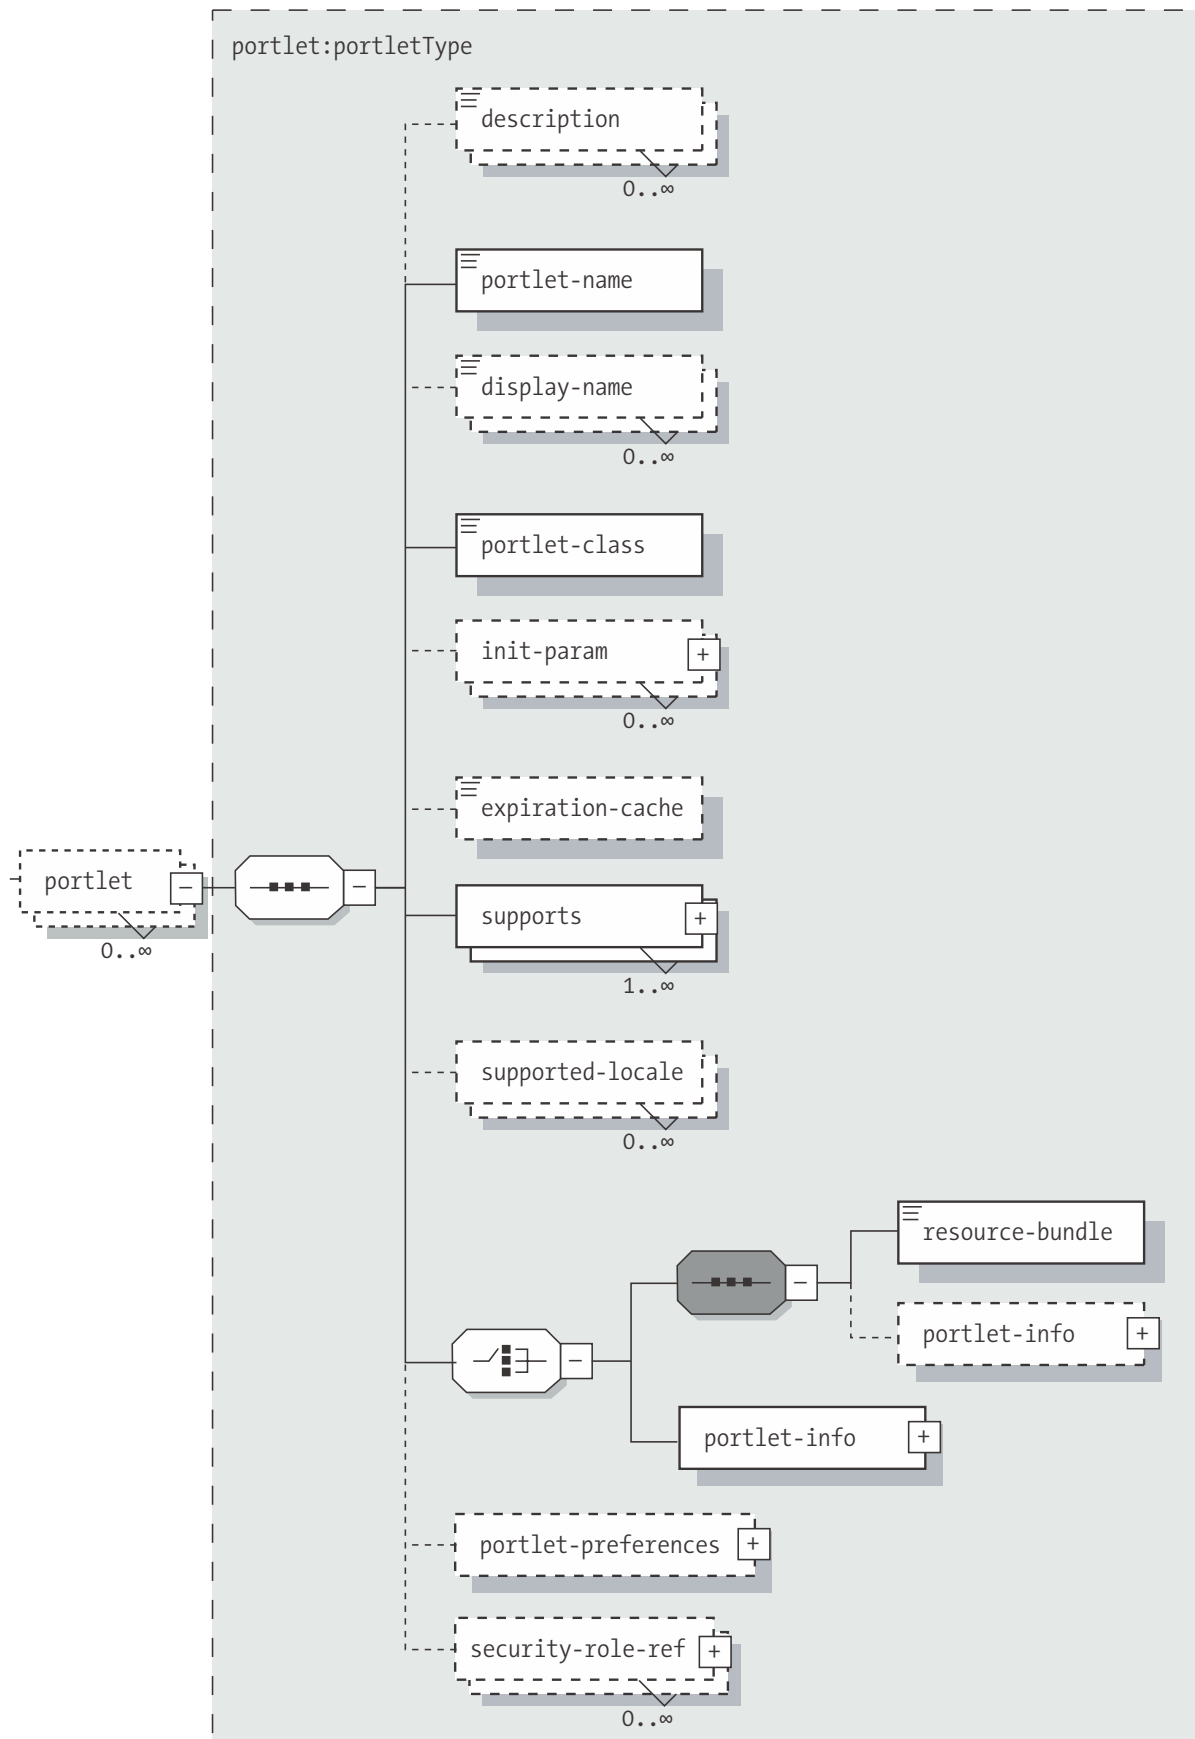 portlet:portletType
description
0..∞
portlet-name
display-name
0..∞
portlet-class
init-param
+
0..∞
expiration-cache
portlet
−
−
0..∞
supports
+
1..∞
supported-locale
0..∞
resource-bundle
−
portlet-info
+
−
portlet-info
+
portlet-preferences
+
security-role-ref
+
0..∞